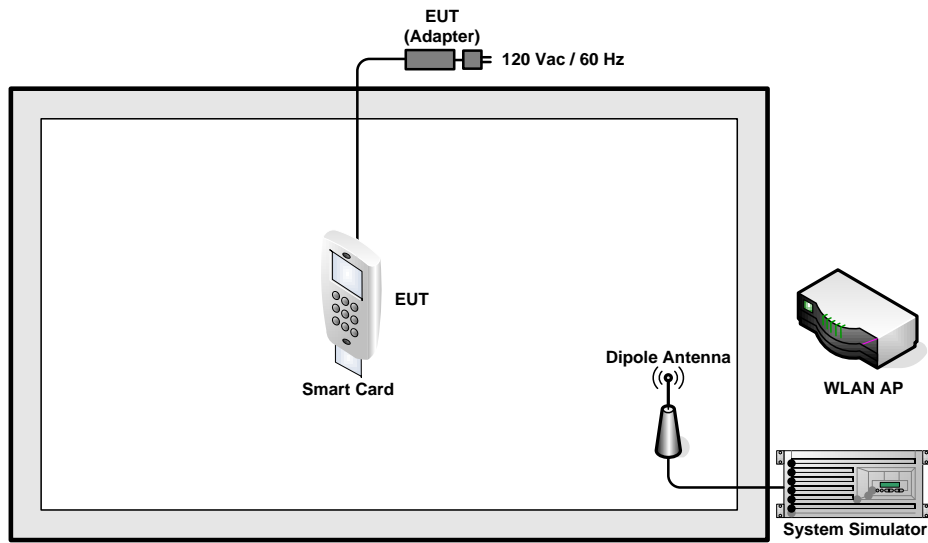 EUT
(Adapter)
120 Vac / 60 Hz
EUT
Smart Card
Dipole Antenna
WLAN AP
System Simulator